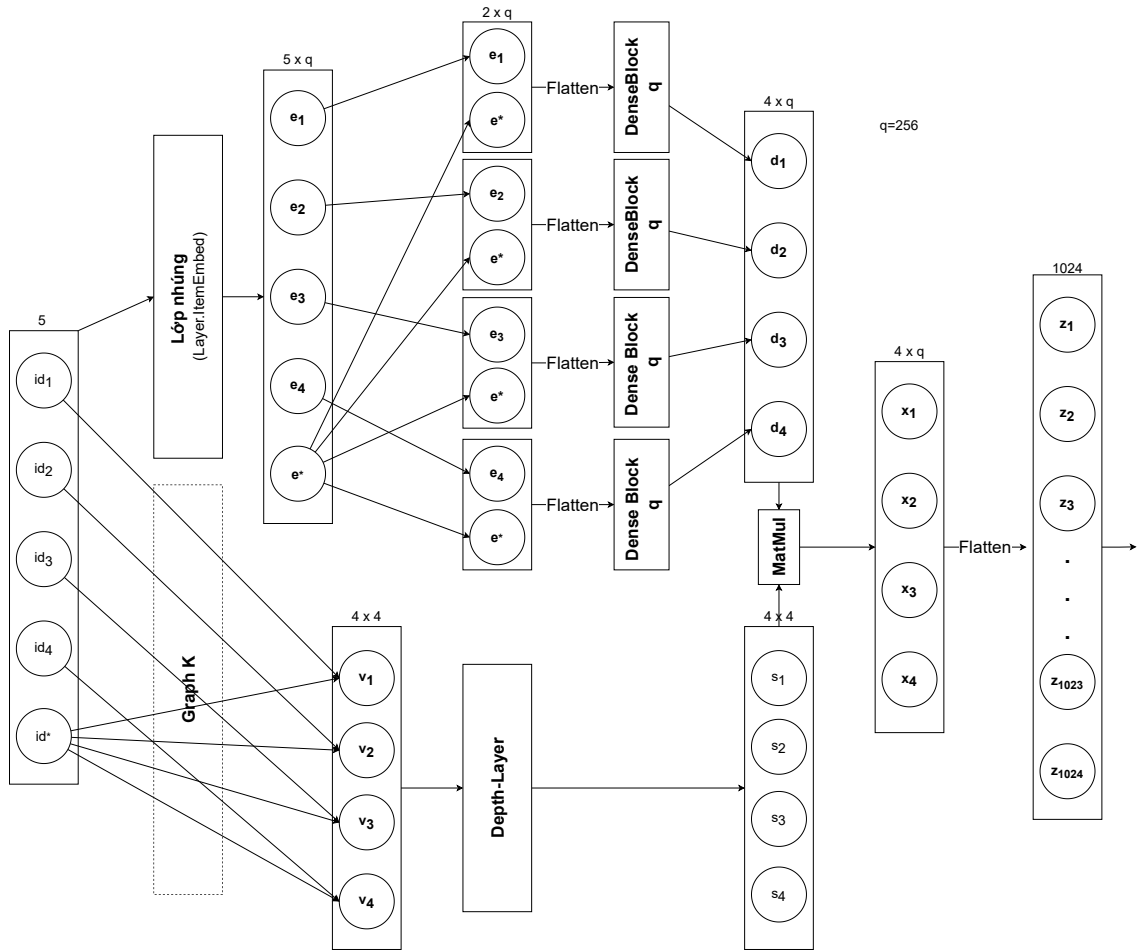 5
id1
id2
id3
id4
id*
Lớp nhúng
(Layer.ItemEmbed)
Graph K
5 x q
e1
e2
e3
e4
e*
2 x q
e1
e*
e2
e*
e3
e*
e4
e*
Flatten
Flatten
Flatten
Flatten
DenseBlock
q
DenseBlock
q
Dense Block
q
Dense Block
q
4 x q
d1
d2
d3
d4
q=256
4 x 4
v1
v2
v3
v4
Depth-Layer
MatMul
4 x 4
s1
s2
s3
s4
4 x q
x1
x2
x3
x4
Flatten
1024
z1
z2
z3
.
.
.
z1023
z1024